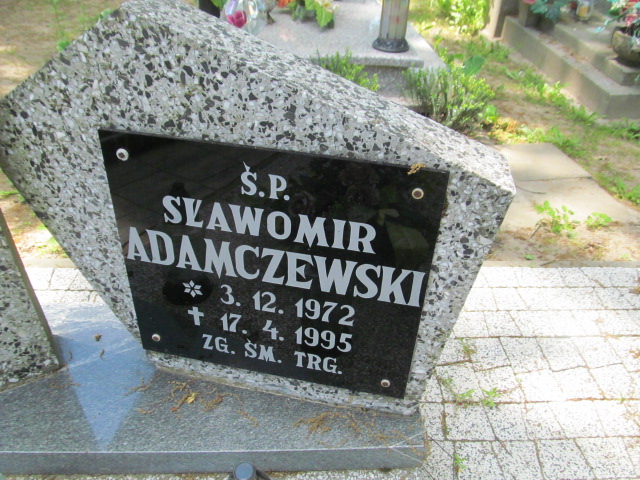 Ś.P.
SŁAWOMIR
ADAMCZEWSKI
3.12.1972
17.4.1995
ZG. ŚM. TRG.